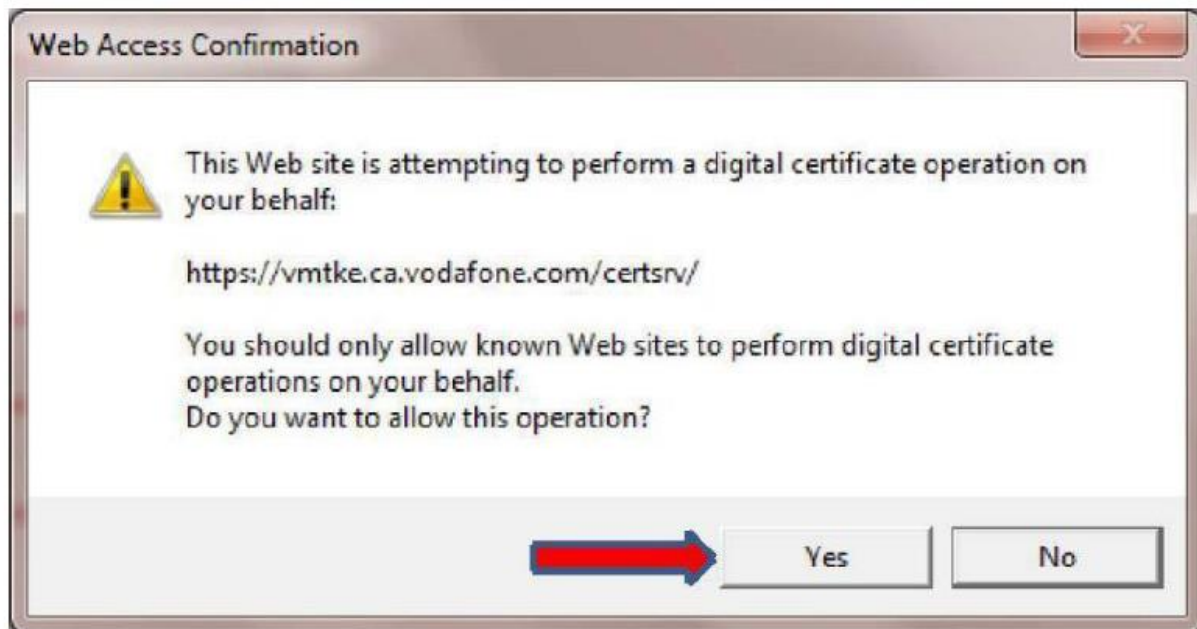 Web Access Confirmation
This Web site is attempting to perform a digital certificate operation on
your behalf:
https://vmtke.ca.vodafone.com/certsrv/
You should only allow known Web sites to perform digital certificate
operations on your behalf.
Do you want to allow this operation?
Yes No